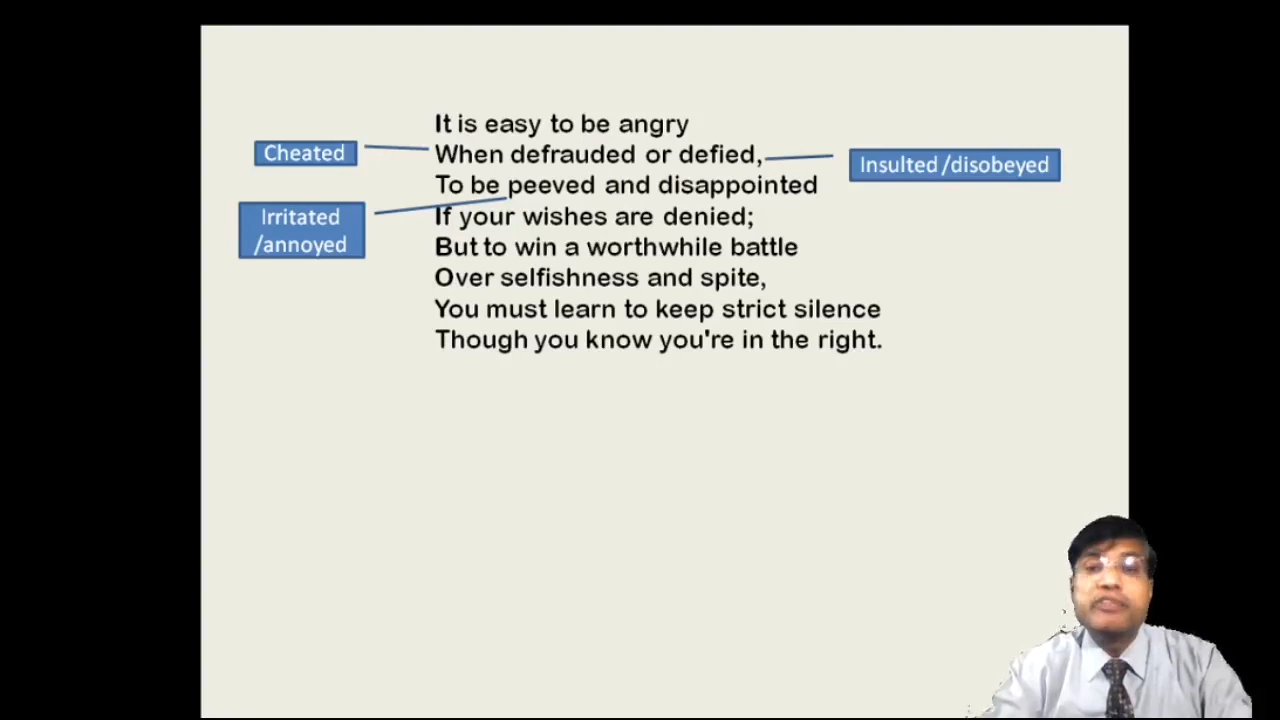 It is easy to be angry
Cheated
When defrauded or defied,
Insulted /disobeyed
To be peeved and disappointed
Irritated
/annoyed
If your wishes are denied;
But to win a worthwhile battle
Over selfishness and spite,
You must learn to keep strict silence
Though you know you're in the right.